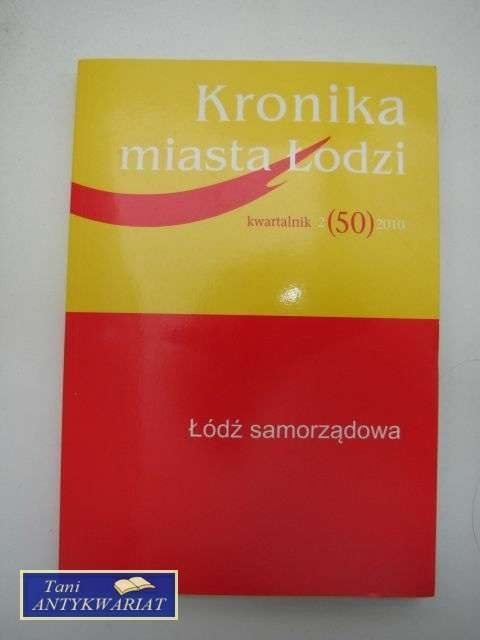 Kronika
miasta Łodzi
kwartalnik 2 (50) 2010
Łódź samorządowa
Tani
ANTYKWARIAT